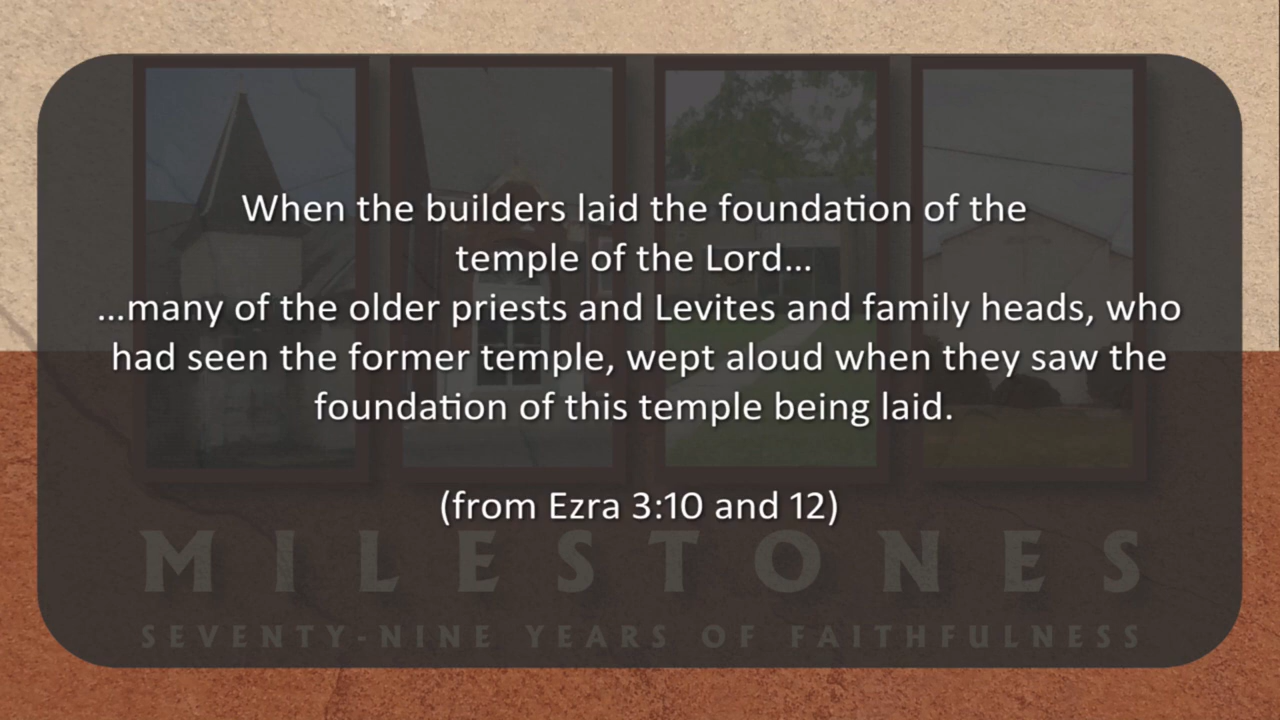 When the builders laid the foundation of the
temple of the Lord...
...many of the older priests and Levites and family heads, who
had seen the former temple, wept aloud when they saw the
foundation of this temple being laid.
(from Ezra 3:10 and 12)
MILESTONES
SEVENTY-NINE YEARS OF FAITHFULNESS